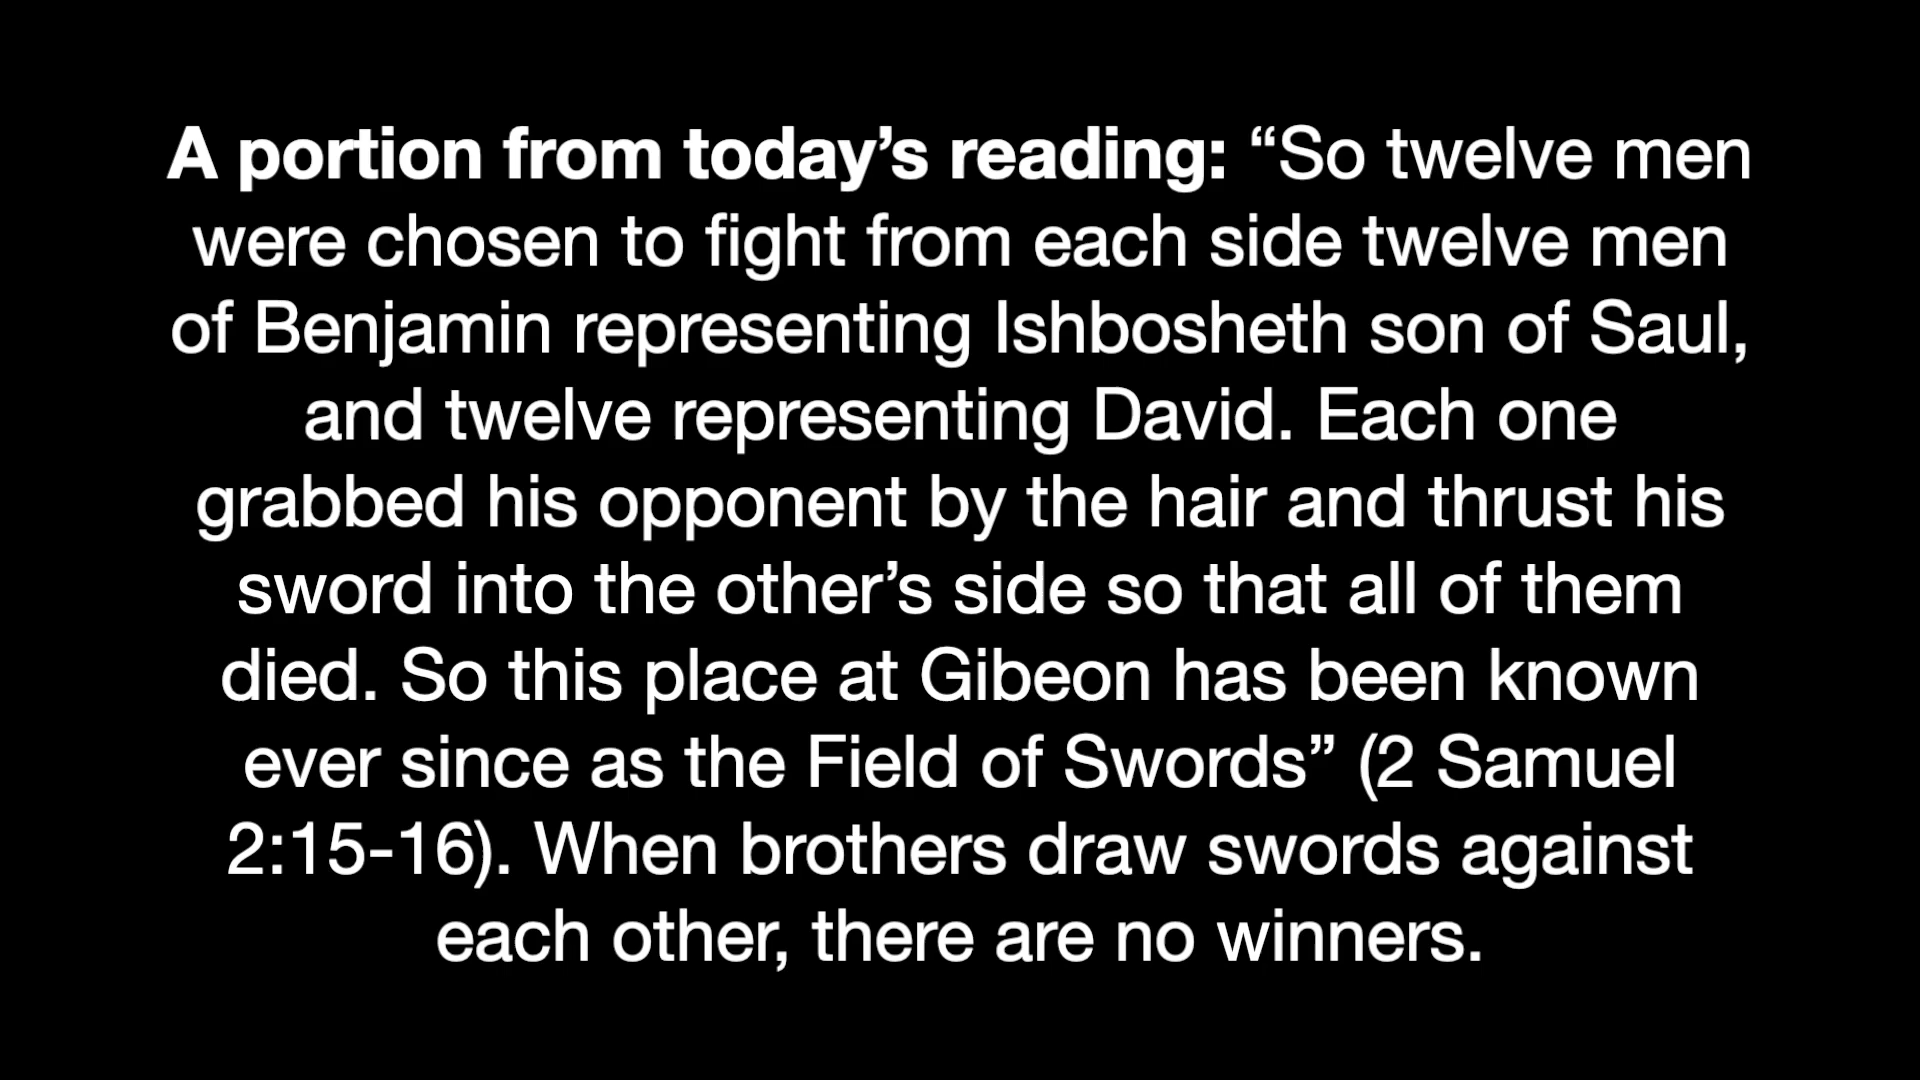 A portion from today’s reading: “So twelve men
were chosen to fight from each side twelve men
of Benjamin representing Ishbosheth son of Saul,
and twelve representing David. Each one
grabbed his opponent by the hair and thrust his
sword into the other’s side so that all of them
died. So this place at Gibeon has been known
ever since as the Field of Swords” (2 Samuel
2:15-16). When brothers draw swords against
each other, there are no winners.